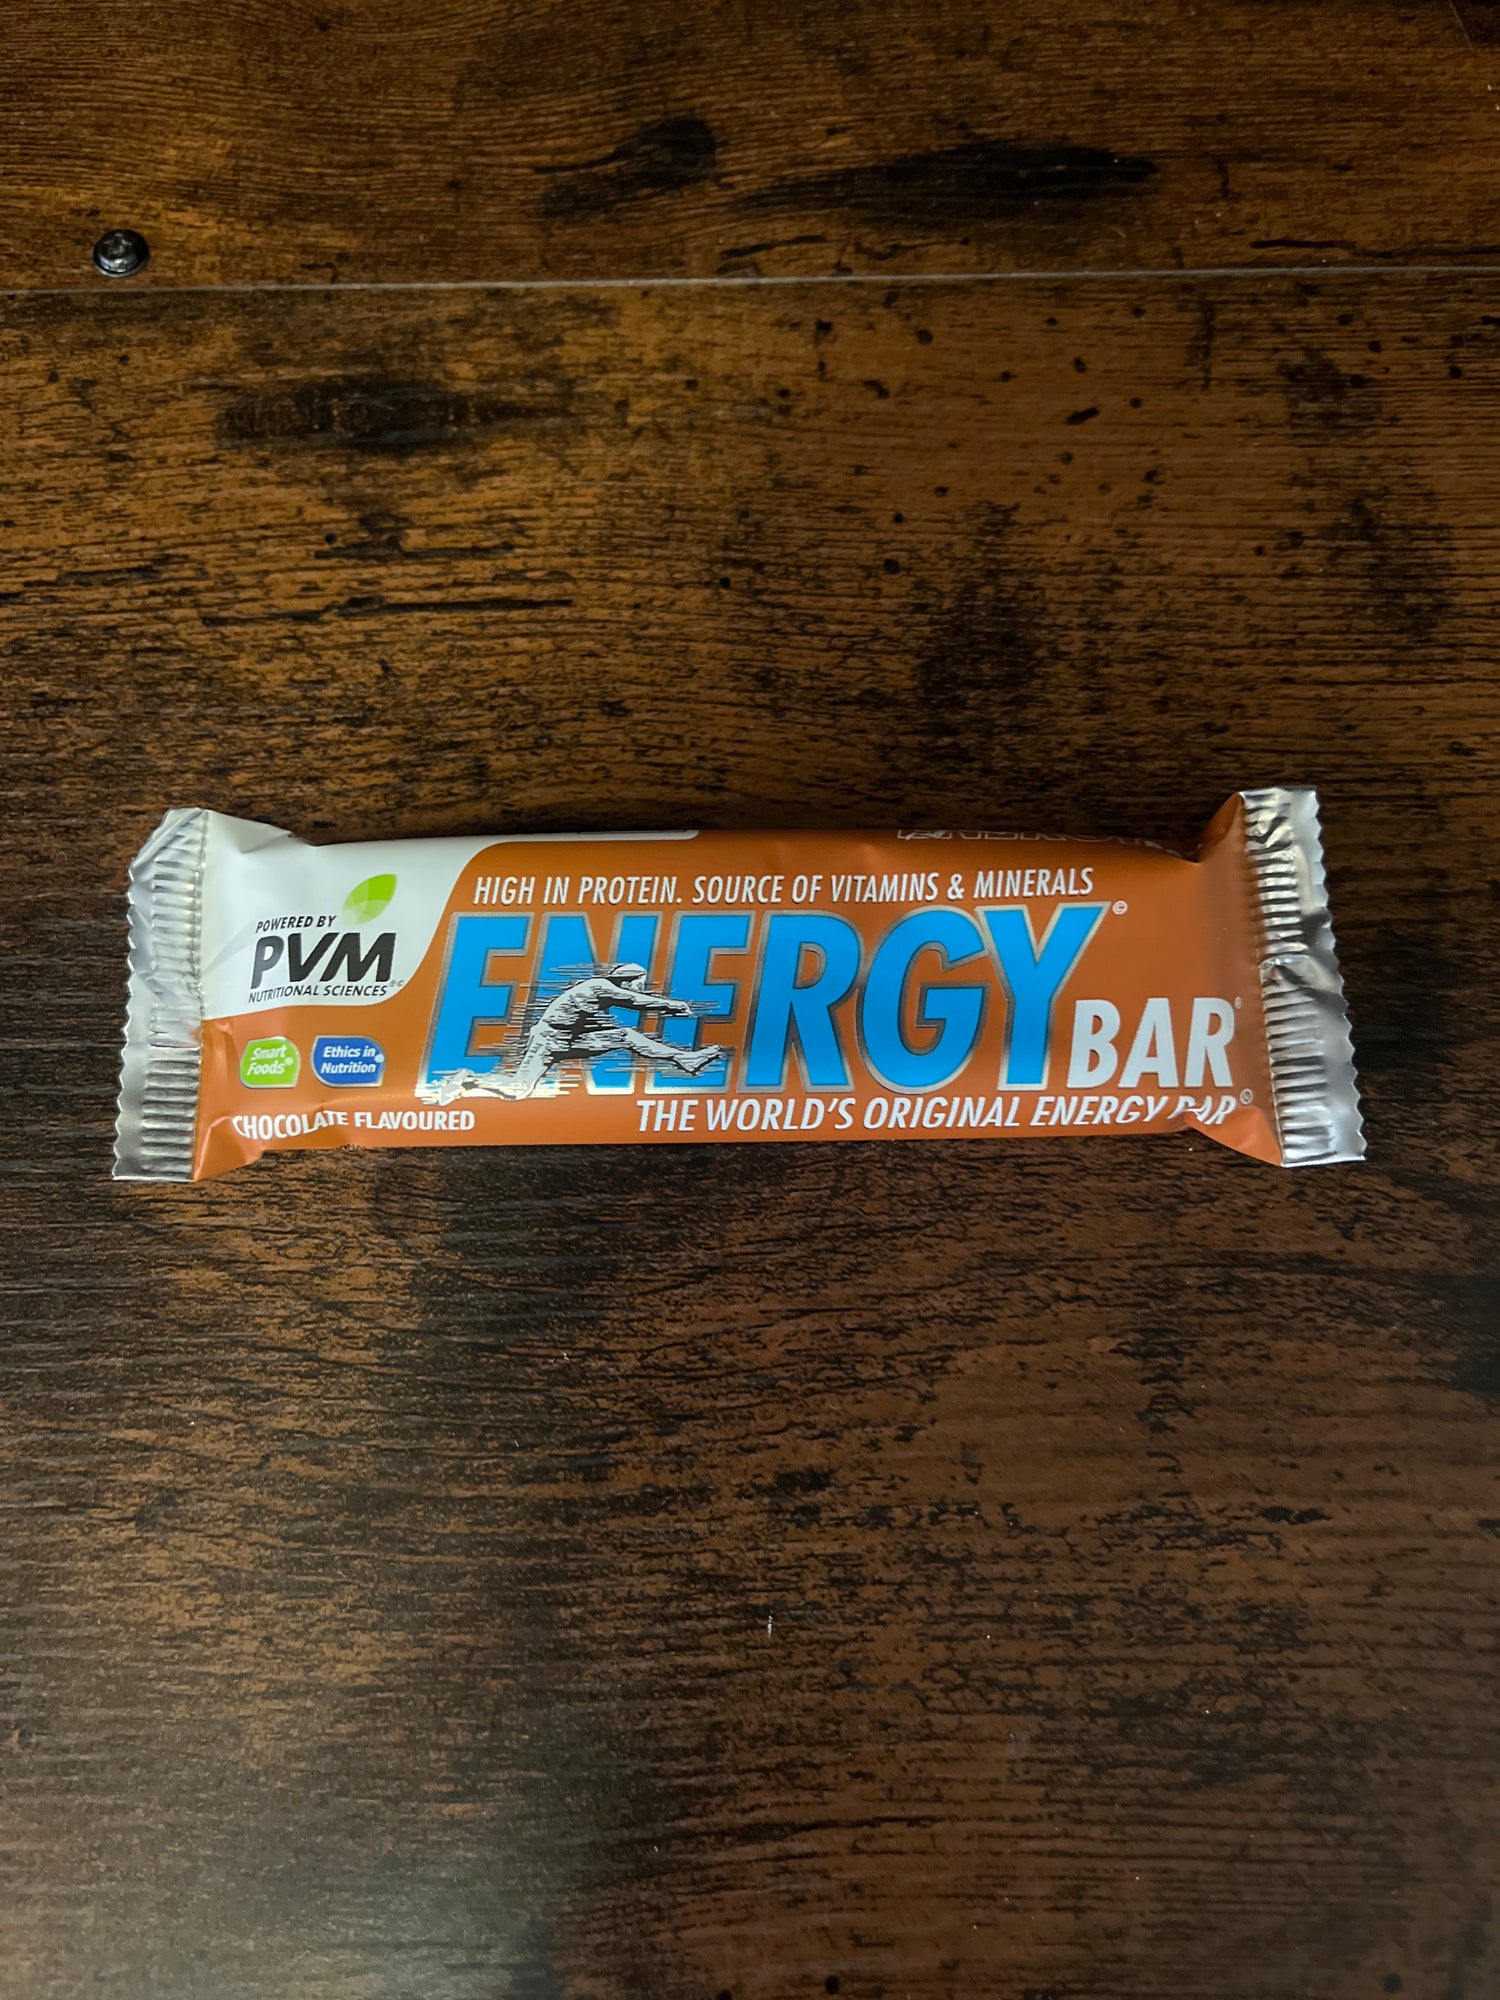 HIGH IN PROTEIN. SOURCE OF VITAMINS & MINERALS
POWERED BY
PVM®©
NUTRITIONAL SCIENCES
ENERGY©
BAR®
Smart
Foods®
Ethics in
Nutrition®
CHOCOLATE FLAVOURED
THE WORLD'S ORIGINAL ENERGY BAR®